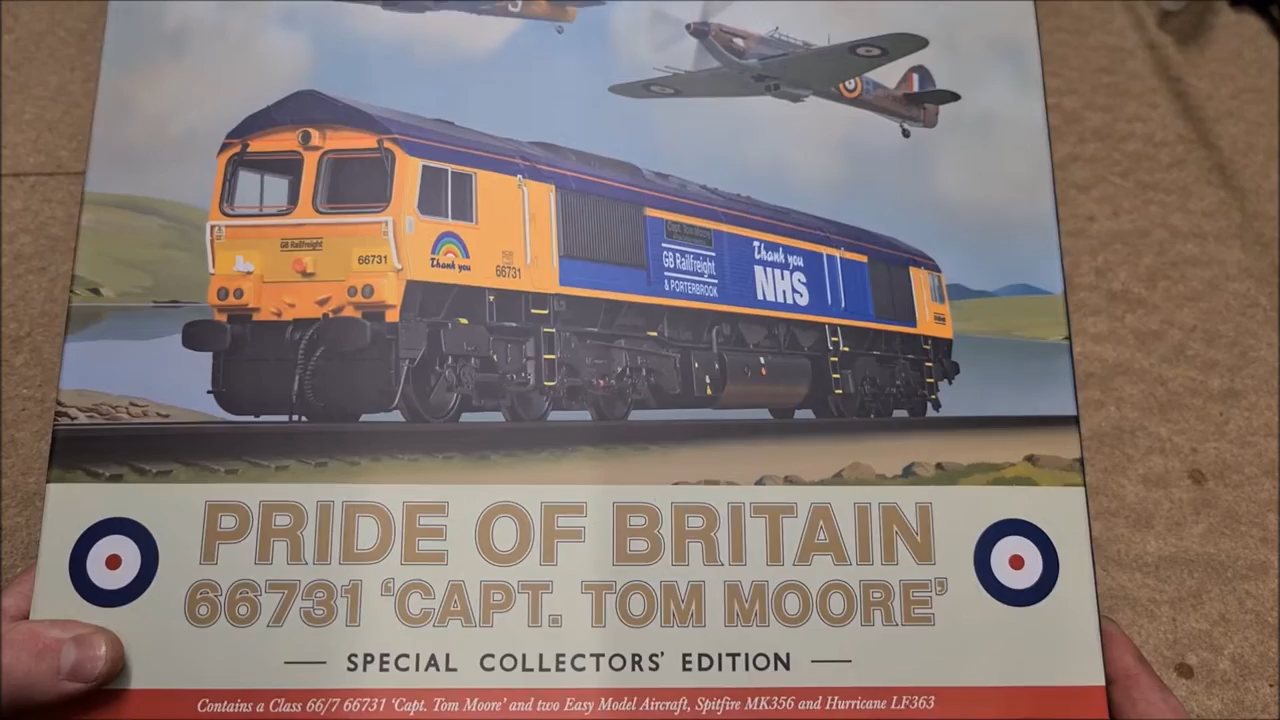 GB Railfreight
66731
Thank you
66731
Capt. Tom Moore
GB Railfreight
& PORTERBROOK
Thank you
NHS
PRIDE OF BRITAIN
66731 ‘CAPT. TOM MOORE’
SPECIAL COLLECTORS’ EDITION
Contains a Class 66/7 66731 ‘Capt. Tom Moore’ and two Easy Model Aircraft, Spitfire MK356 and Hurricane LF363